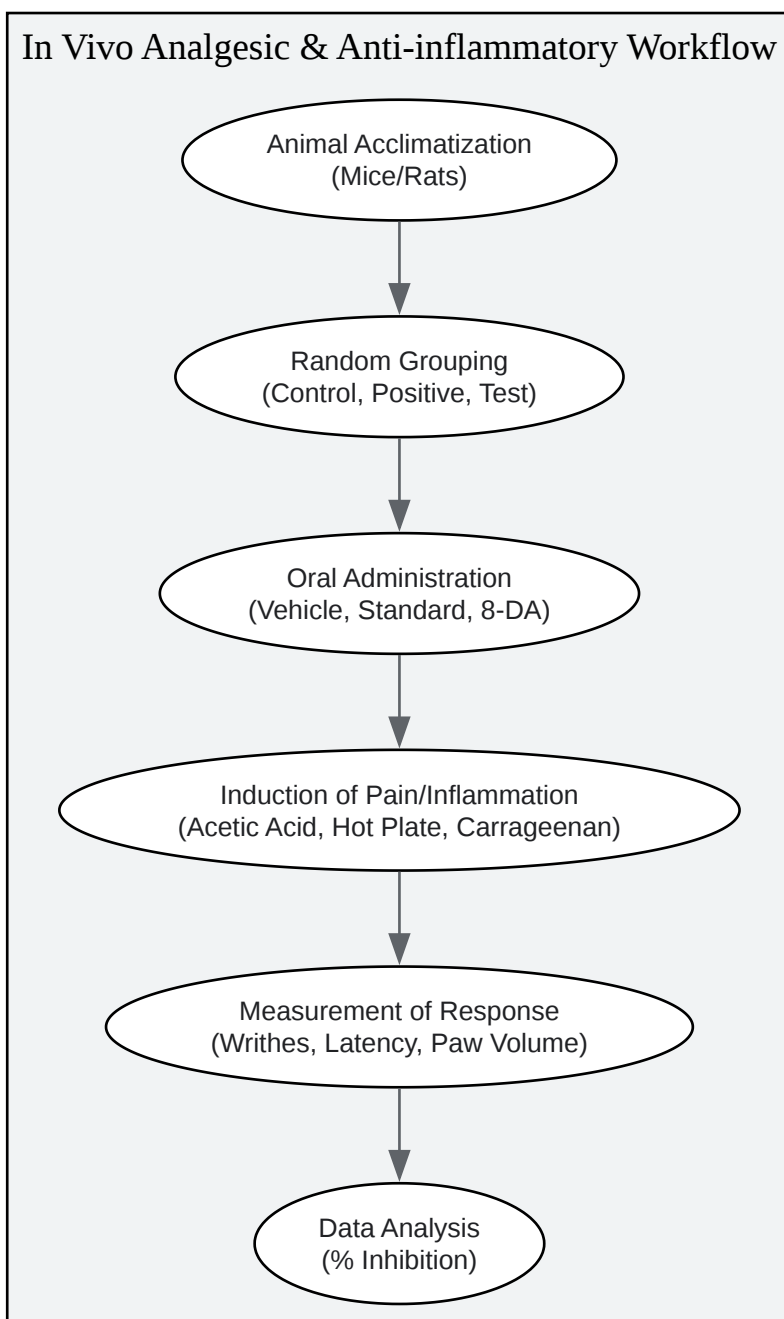 In Vivo Analgesic & Anti-inflammatory Workflow
Animal Acclimatization
(Mice/Rats)
Random Grouping
(Control, Positive, Test)
Oral Administration
(Vehicle, Standard, 8-DA)
Induction of Pain/Inflammation
(Acetic Acid, Hot Plate, Carrageenan)
Measurement of Response
(Writhes, Latency, Paw Volume)
Data Analysis
(% Inhibition)